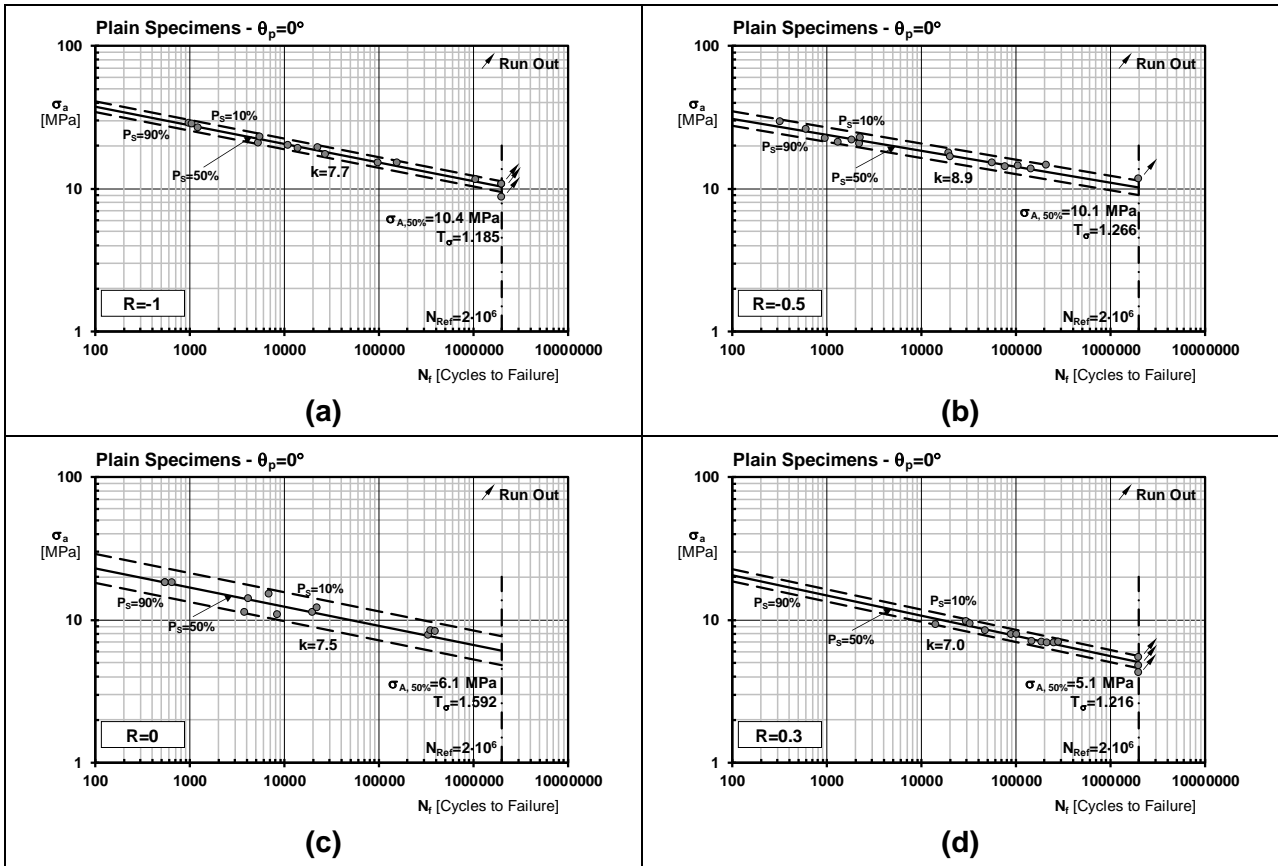 Plain Specimens - θp=0°
100
Run Out
σa
[MPa]
PS=10%
PS=90%
PS=50%
k=7.7
10
σA,50%=10.4 MPa
Tσ=1.185
R=-1
NRef=2·10⁶
1
100 1000 10000 100000 1000000 10000000
Nf [Cycles to Failure]
(a)
Plain Specimens - θp=0°
100
Run Out
σa
[MPa]
PS=10%
PS=90%
PS=50%
k=8.9
10
σA, 50%=10.1 MPa
Tσ=1.266
R=-0.5
NRef=2·10⁶
1
100 1000 10000 100000 1000000 10000000
Nf [Cycles to Failure]
(b)
Plain Specimens - θp=0°
100
Run Out
σa
[MPa]
PS=10%
PS=90%
PS=50%
k=7.5
10
σA, 50%=6.1 MPa
Tσ=1.592
R=0
NRef=2·10⁶
1
100 1000 10000 100000 1000000 10000000
Nf [Cycles to Failure]
(c)
Plain Specimens - θp=0°
100
Run Out
σa
[MPa]
PS=10%
PS=90%
PS=50%
k=7.0
10
σA, 50%=5.1 MPa
Tσ=1.216
R=0.3
NRef=2·10⁶
1
100 1000 10000 100000 1000000 10000000
Nf [Cycles to Failure]
(d)